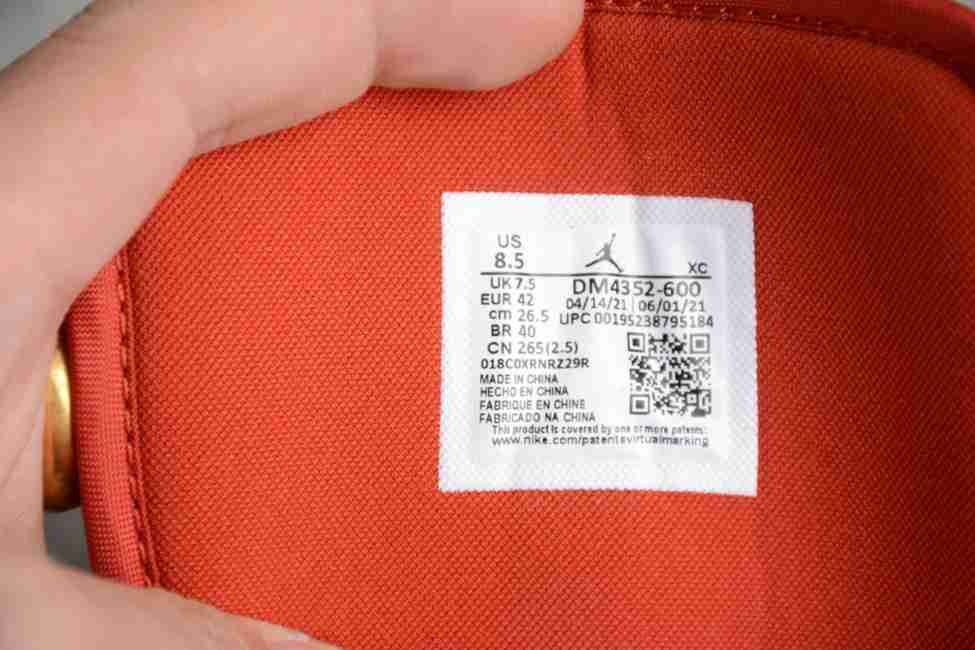 US
8.5
XC
UK 7.5
DM4352-600
EUR 42
04/14/21 06/01/21
cm 26.5
UPC 00195238795184
BR 40
CN 265(2.5)
018C0XRNRZ29R
MADE IN CHINA
HECHO EN CHINA
FABRIQUE EN CHINE
FABRICADO NA CHINA
This product is covered by one or more patents:
www.nike.com/patentsvirtualmarking